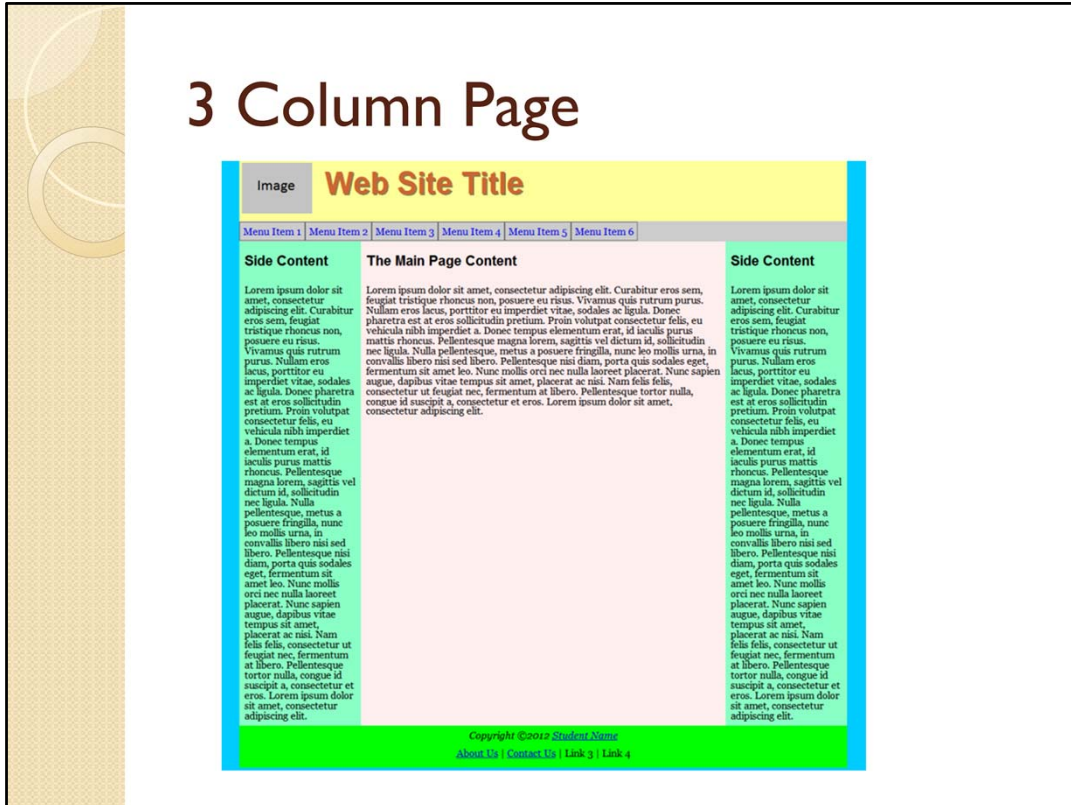 3 Column Page
Image
Web Site Title
Menu Item 1 Menu Item 2 Menu Item 3 Menu Item 4 Menu Item 5 Menu Item 6
Side Content
Lorem ipsum dolor sit
amet, consectetur
adipiscing elit. Curabitur
eros sem, feugiat
tristique rhoncus non,
posuere eu risus.
Vivamus quis rutrum
purus. Nullam eros
lacus, porttitor eu
imperdiet vitae, sodales
ac ligula. Donec pharetra
est at eros sollicitudin
pretium. Proin volutpat
consectetur felis, eu
vehicula nibh imperdiet
a. Donec tempus
elementum erat, id
iaculis purus mattis
rhoncus. Pellentesque
magna lorem, sagittis vel
dictum id, sollicitudin
nec ligula. Nulla
pellentesque, metus a
posuere fringilla, nunc
leo mollis urna, in
convallis libero nisi sed
libero. Pellentesque nisi
diam, porta quis sodales
eget, fermentum sit
amet leo. Nunc mollis
orci nec nulla laoreet
placerat. Nunc sapien
augue, dapibus vitae
tempus sit amet,
placerat ac nisi. Nam
felis felis, consectetur ut
feugiat nec, fermentum
at libero. Pellentesque
tortor nulla, congue id
suscipit a, consectetur et
eros. Lorem ipsum dolor
sit amet, consectetur
adipiscing elit.
The Main Page Content
Lorem ipsum dolor sit amet, consectetur adipiscing elit. Curabitur eros sem,
feugiat tristique rhoncus non, posuere eu risus. Vivamus quis rutrum purus.
Nullam eros lacus, porttitor eu imperdiet vitae, sodales ac ligula. Donec
pharetra est at eros sollicitudin pretium. Proin volutpat consectetur felis, eu
vehicula nibh imperdiet a. Donec tempus elementum erat, id iaculis purus
mattis rhoncus. Pellentesque magna lorem, sagittis vel dictum id, sollicitudin
nec ligula. Nulla pellentesque, metus a posuere fringilla, nunc leo mollis urna, in
convallis libero nisi sed libero. Pellentesque nisi diam, porta quis sodales eget,
fermentum sit amet leo. Nunc mollis orci nec nulla laoreet placerat. Nunc sapien
augue, dapibus vitae tempus sit amet, placerat ac nisi. Nam felis felis,
consectetur ut feugiat nec, fermentum at libero. Pellentesque tortor nulla,
congue id suscipit a, consectetur et eros. Lorem ipsum dolor sit amet,
consectetur adipiscing elit.
Side Content
Lorem ipsum dolor sit
amet, consectetur
adipiscing elit. Curabitur
eros sem, feugiat
tristique rhoncus non,
posuere eu risus.
Vivamus quis rutrum
purus. Nullam eros
lacus, porttitor eu
imperdiet vitae, sodales
ac ligula. Donec pharetra
est at eros sollicitudin
pretium. Proin volutpat
consectetur felis, eu
vehicula nibh imperdiet
a. Donec tempus
elementum erat, id
iaculis purus mattis
rhoncus. Pellentesque
magna lorem, sagittis vel
dictum id, sollicitudin
nec ligula. Nulla
pellentesque, metus a
posuere fringilla, nunc
leo mollis urna, in
convallis libero nisi sed
libero. Pellentesque nisi
diam, porta quis sodales
eget, fermentum sit
amet leo. Nunc mollis
orci nec nulla laoreet
placerat. Nunc sapien
augue, dapibus vitae
tempus sit amet,
placerat ac nisi. Nam
felis felis, consectetur ut
feugiat nec, fermentum
at libero. Pellentesque
tortor nulla, congue id
suscipit a, consectetur et
eros. Lorem ipsum dolor
sit amet, consectetur
adipiscing elit.
Copyright ©2012 Student Name
About Us | Contact Us | Link 3 | Link 4